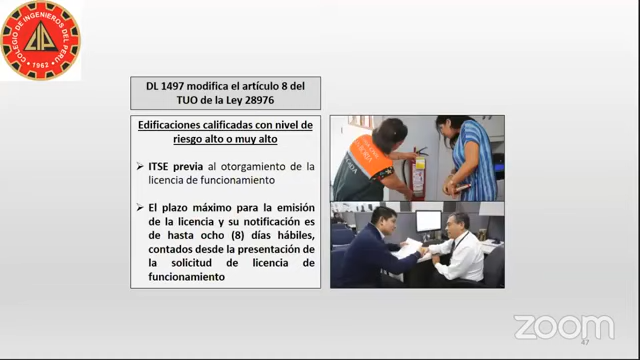 COLEGIO DE INGENIEROS DEL PERU
CIP
1962
DL 1497 modifica el artículo 8 del
TUO de la Ley 28976
Edificaciones calificadas con nivel de
riesgo alto o muy alto
ITSE previa al otorgamiento de la
licencia de funcionamiento
El plazo máximo para la emisión
de la licencia y su notificación es
de hasta ocho (8) días hábiles,
contados desde la presentación de
la solicitud de licencia de
funcionamiento
zoom